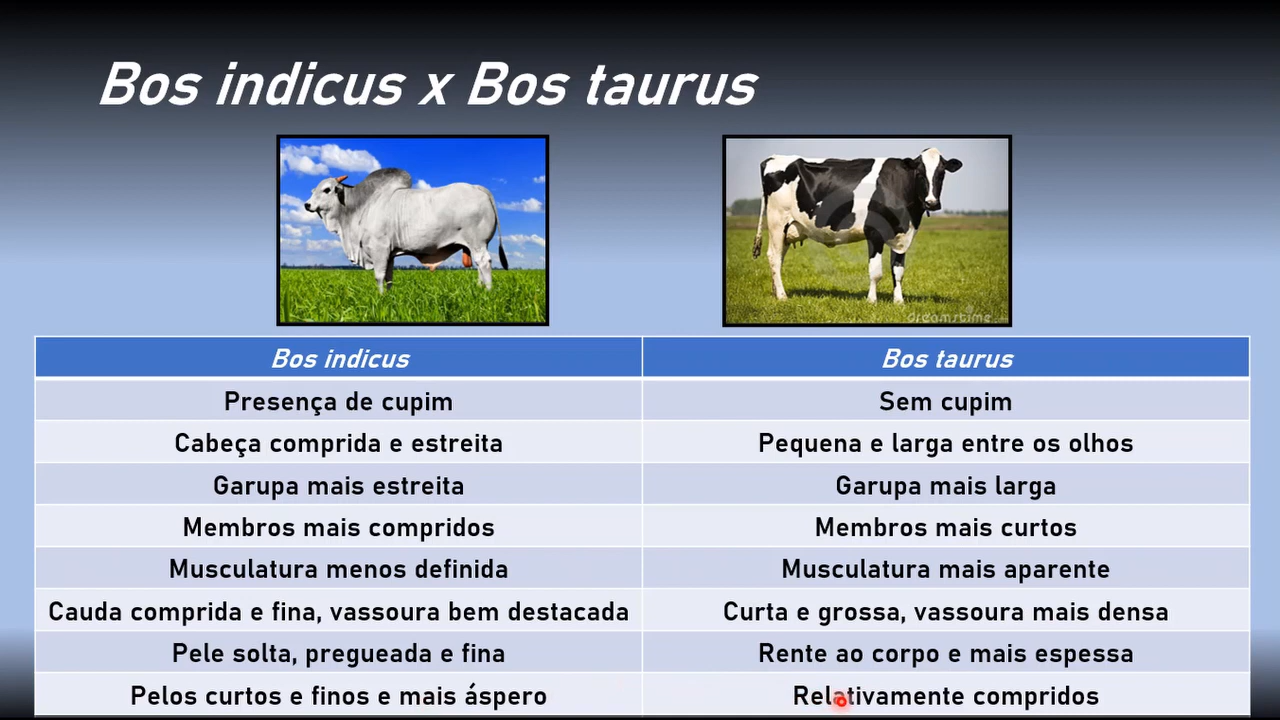 Bos indicus x Bos taurus
dreamstime.
Bos indicus
Bos taurus
Presença de cupim
Sem cupim
Cabeça comprida e estreita
Pequena e larga entre os olhos
Garupa mais estreita
Garupa mais larga
Membros mais compridos
Membros mais curtos
Musculatura menos definida
Musculatura mais aparente
Cauda comprida e fina, vassoura bem destacada
Curta e grossa, vassoura mais densa
Pele solta, pregueada e fina
Rente ao corpo e mais espessa
Pelos curtos e finos e mais áspero
Relativamente compridos